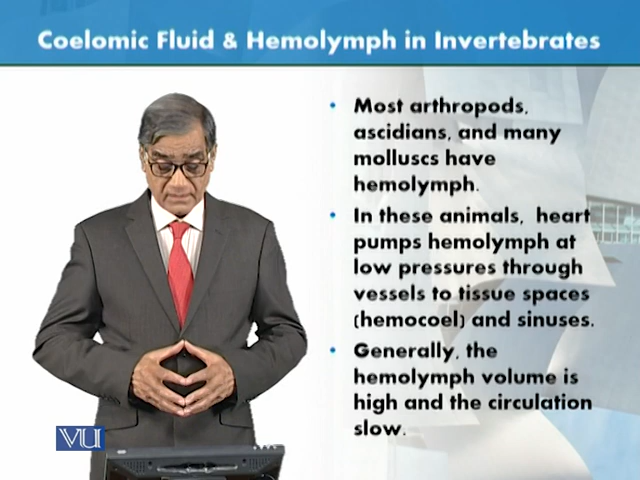 Coelomic Fluid & Hemolymph in Invertebrates
• Most arthropods,
ascidians, and many
molluscs have
hemolymph.
• In these animals, heart
pumps hemolymph at
low pressures through
vessels to tissue spaces
(hemocoel) and sinuses.
• Generally, the
hemolymph volume is
high and the circulation
slow.
VU